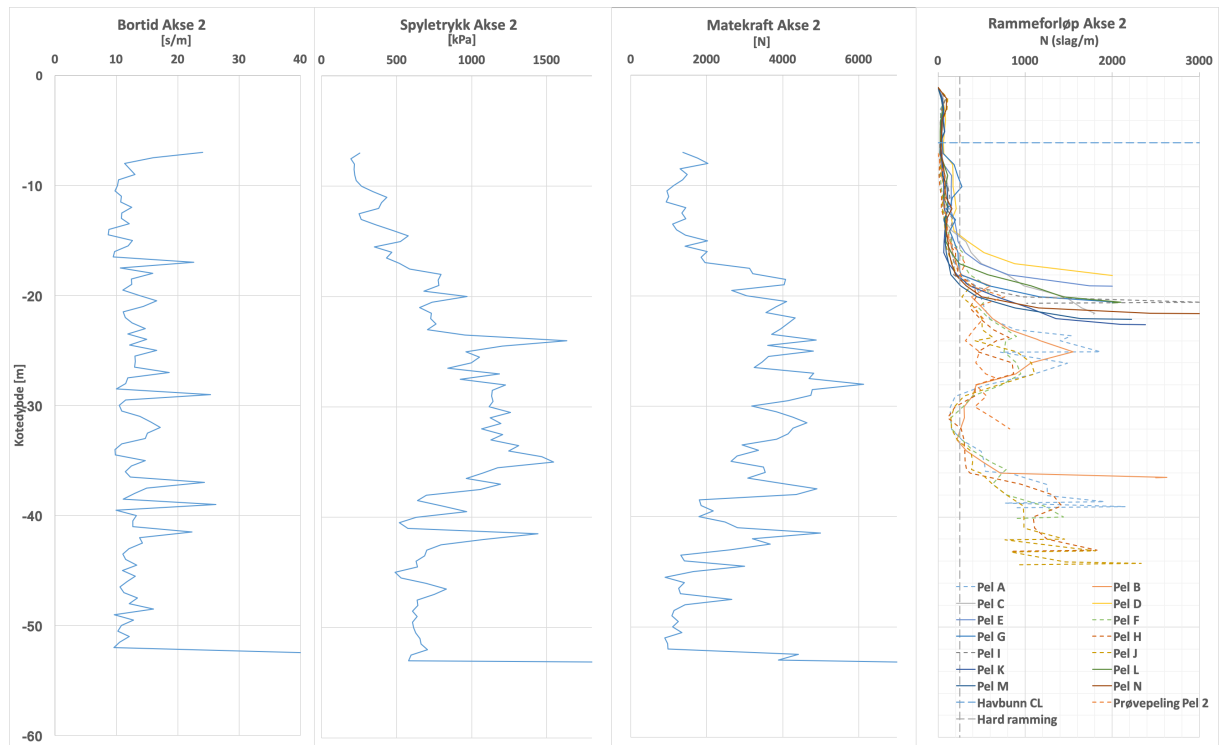 Bortid Akse 2
[s/m]
0 10 20 30 40
Spyletrykk Akse 2
[kPa]
0 500 1000 1500
Matekraft Akse 2
[N]
0 2000 4000 6000
Rammeforløp Akse 2
N (slag/m)
0 1000 2000 3000
Kotedybde [m]
0
-10
-20
-30
-40
-50
-60
Pel A Pel B
Pel C Pel D
Pel E Pel F
Pel G Pel H
Pel I Pel J
Pel K Pel L
Pel M Pel N
Havbunn CL Prøvepeling Pel 2
Hard ramming